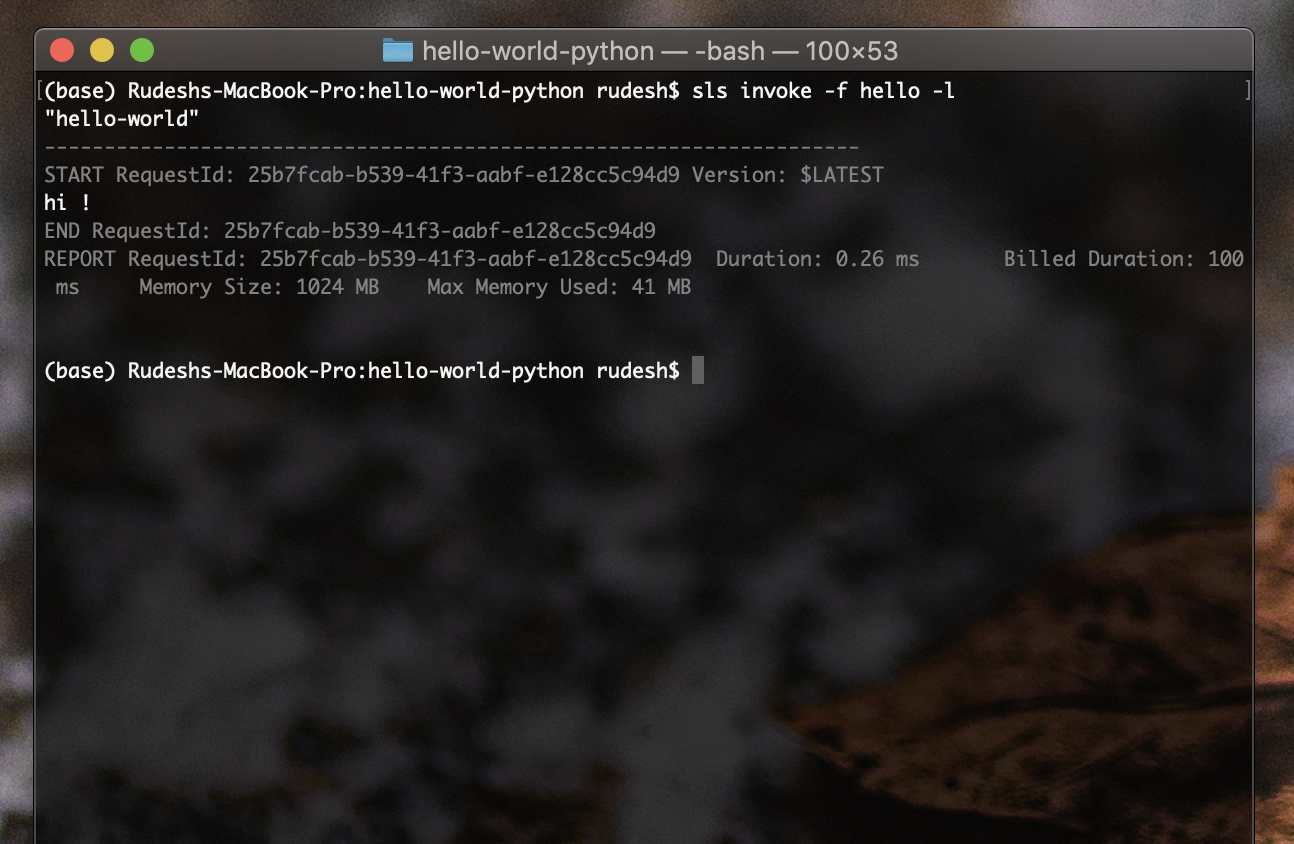 hello-world-python — -bash — 100×53
[(base) Rudeshs-MacBook-Pro:hello-world-python rudesh$ sls invoke -f hello -l ]
"hello-world"
--------------------------------------------------------------------
START RequestId: 25b7fcab-b539-41f3-aabf-e128cc5c94d9 Version: $LATEST
hi !
END RequestId: 25b7fcab-b539-41f3-aabf-e128cc5c94d9
REPORT RequestId: 25b7fcab-b539-41f3-aabf-e128cc5c94d9  Duration: 0.26 ms       Billed Duration: 100
 ms     Memory Size: 1024 MB    Max Memory Used: 41 MB
(base) Rudeshs-MacBook-Pro:hello-world-python rudesh$